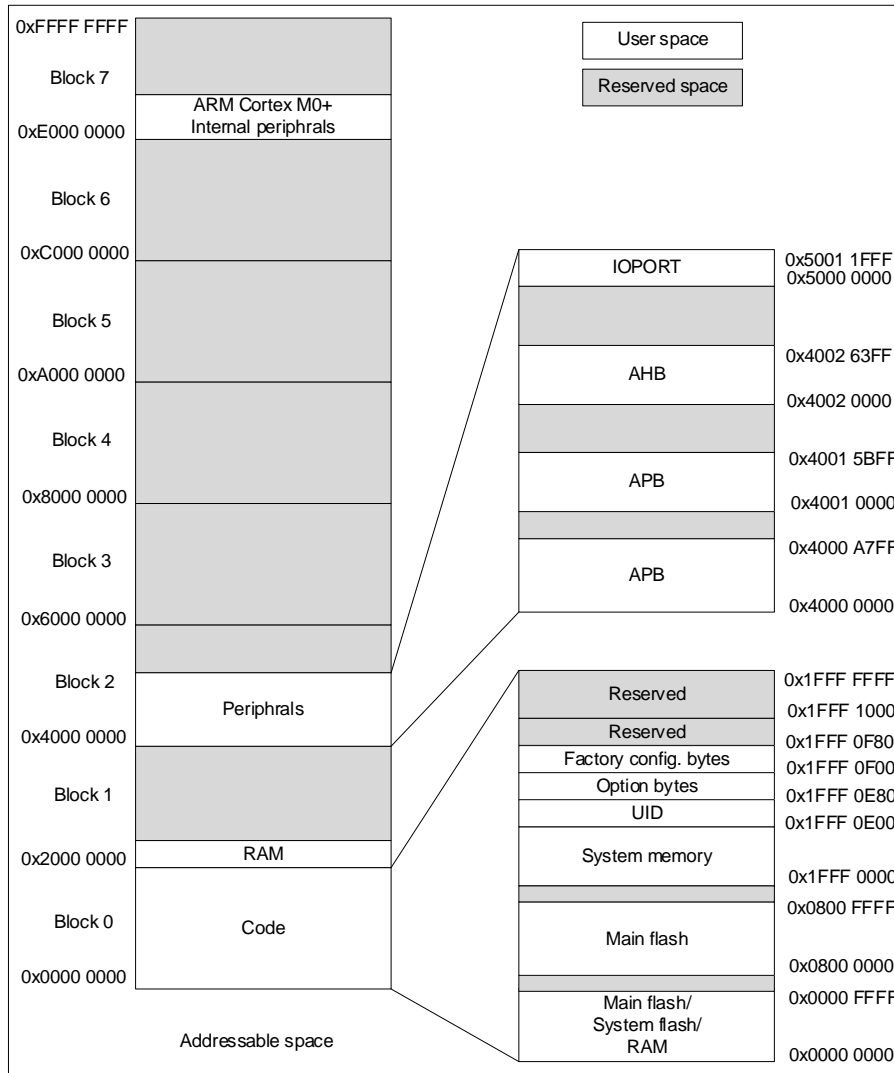 0xFFFF FFFF
Block 7
ARM Cortex M0+
Internal periphrals
0xE000 0000
Block 6
0xC000 0000
Block 5
0xA000 0000
Block 4
0x8000 0000
Block 3
0x6000 0000
Block 2
Periphrals
0x4000 0000
Block 1
RAM
0x2000 0000
Block 0
Code
0x0000 0000
Addressable space
User space
Reserved space
IOPORT
0x5001 1FFF
0x5000 0000
0x4002 63FF
AHB
0x4002 0000
0x4001 5BFF
APB
0x4001 0000
0x4000 A7FF
APB
0x4000 0000
0x1FFF FFFF
Reserved
0x1FFF 1000
Reserved
0x1FFF 0F80
Factory config. bytes
0x1FFF 0F00
Option bytes
0x1FFF 0E80
UID
0x1FFF 0E00
System memory
0x1FFF 0000
0x0800 FFFF
Main flash
0x0800 0000
0x0000 FFFF
Main flash/
System flash/
RAM
0x0000 0000